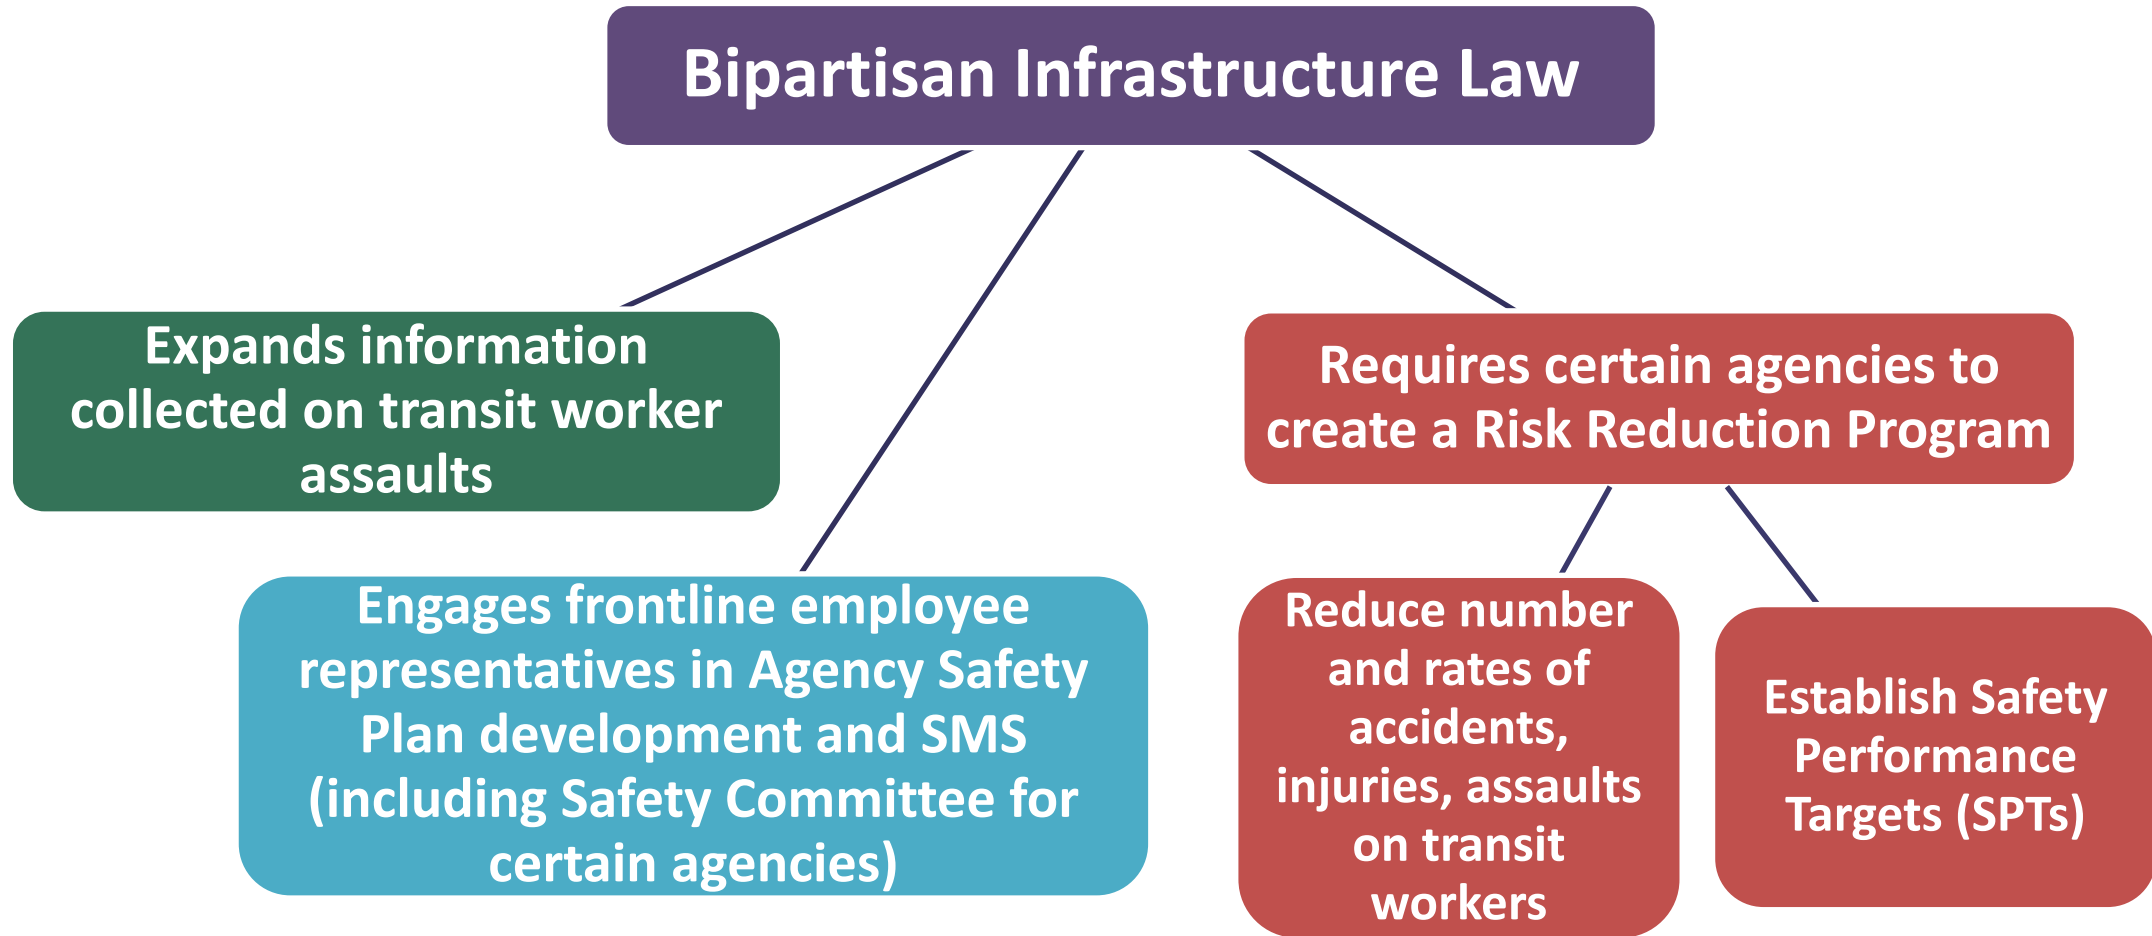 Bipartisan Infrastructure Law
Expands information
collected on transit worker
assaults
Engages frontline employee
representatives in Agency Safety
Plan development and SMS
(including Safety Committee for
certain agencies)
Requires certain agencies to
create a Risk Reduction Program
Reduce number
and rates of
accidents,
injuries, assaults
on transit
workers
Establish Safety
Performance
Targets (SPTs)